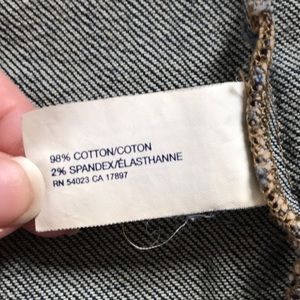 98% COTTON/COTON
2% SPANDEX/ÉLASTHANNE
RN 54023 CA 17897